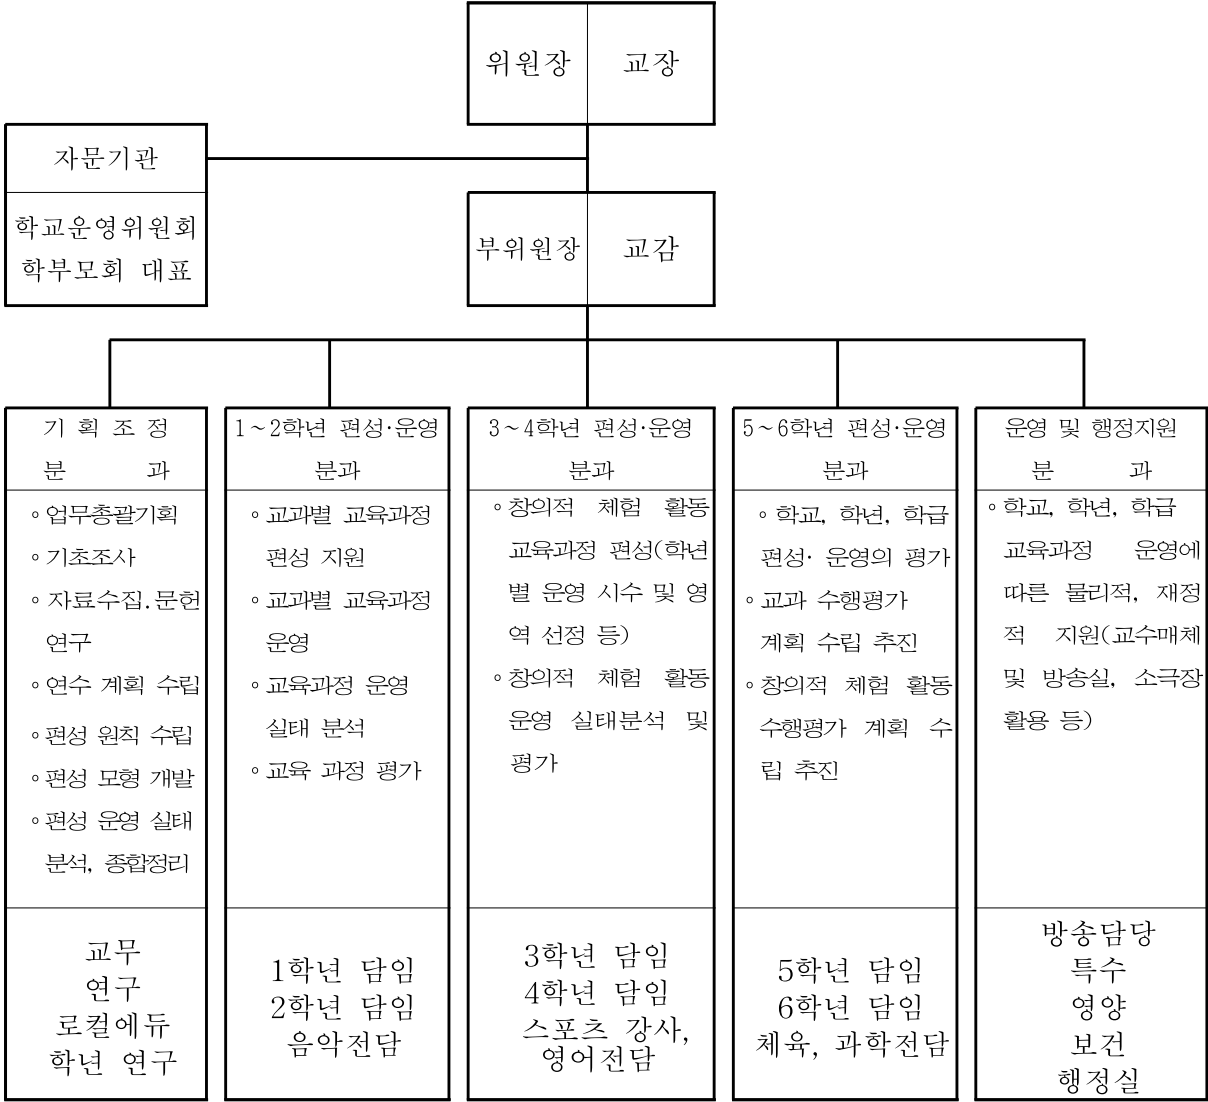 위원장 교장
자문기관
학교운영위원회
학부모회 대표
부위원장 교감
기 획 조 정
분 과
◦업무총괄기획
◦기초조사
◦자료수집.문헌
연구
◦연수 계획 수립
◦편성 원칙 수립
◦편성 모형 개발
◦편성 운영 실태
분석, 종합정리
교무
연구
로컬에듀
학년 연구
1~2학년 편성·운영
분과
◦교과별 교육과정
편성 지원
◦교과별 교육과정
운영
◦교육과정 운영
실태 분석
◦교육 과정 평가
1학년 담임
2학년 담임
음악전담
3~4학년 편성·운영
분과
◦창의적 체험 활동
교육과정 편성(학년
별 운영 시수 및 영
역 선정 등)
◦창의적 체험 활동
운영 실태분석 및
평가
3학년 담임
4학년 담임
스포츠 강사,
영어전담
5~6학년 편성·운영
분과
◦학교, 학년, 학급
편성· 운영의 평가
◦교과 수행평가
계획 수립 추진
◦창의적 체험 활동
수행평가 계획 수
립 추진
5학년 담임
6학년 담임
체육, 과학전담
운영 및 행정지원
분 과
◦학교, 학년, 학급
교육과정 운영에
따른 물리적, 재정
적 지원(교수매체
및 방송실, 소극장
활용 등)
방송담당
특수
영양
보건
행정실